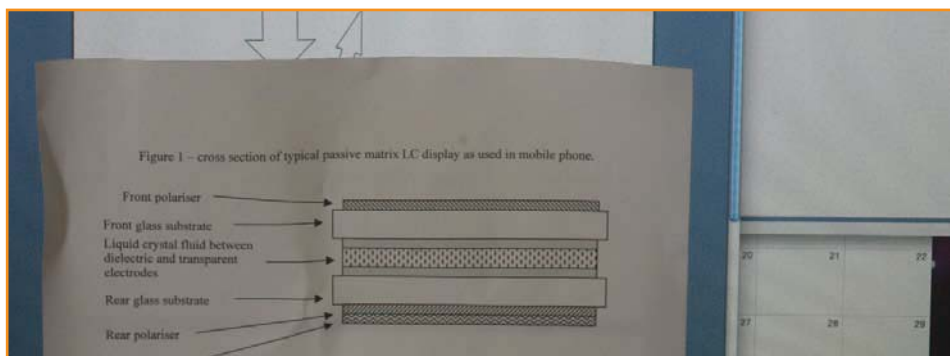 Figure 1 – cross section of typical passive matrix LC display as used in mobile phone.
Front polariser
Front glass substrate
Liquid crystal fluid between
dielectric and transparent
electrodes
Rear glass substrate
Rear polariser
20 21 22
27 28 29